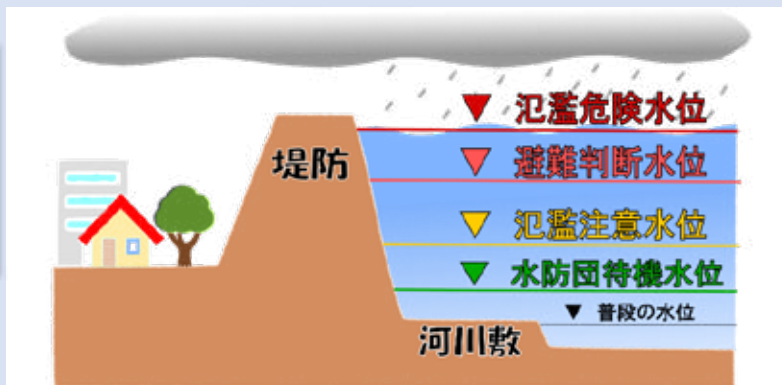 ▼ 氾濫危険水位
堤防
▼ 避難判断水位
▼ 氾濫注意水位
▼ 水防団待機水位
▼ 普段の水位
河川敷